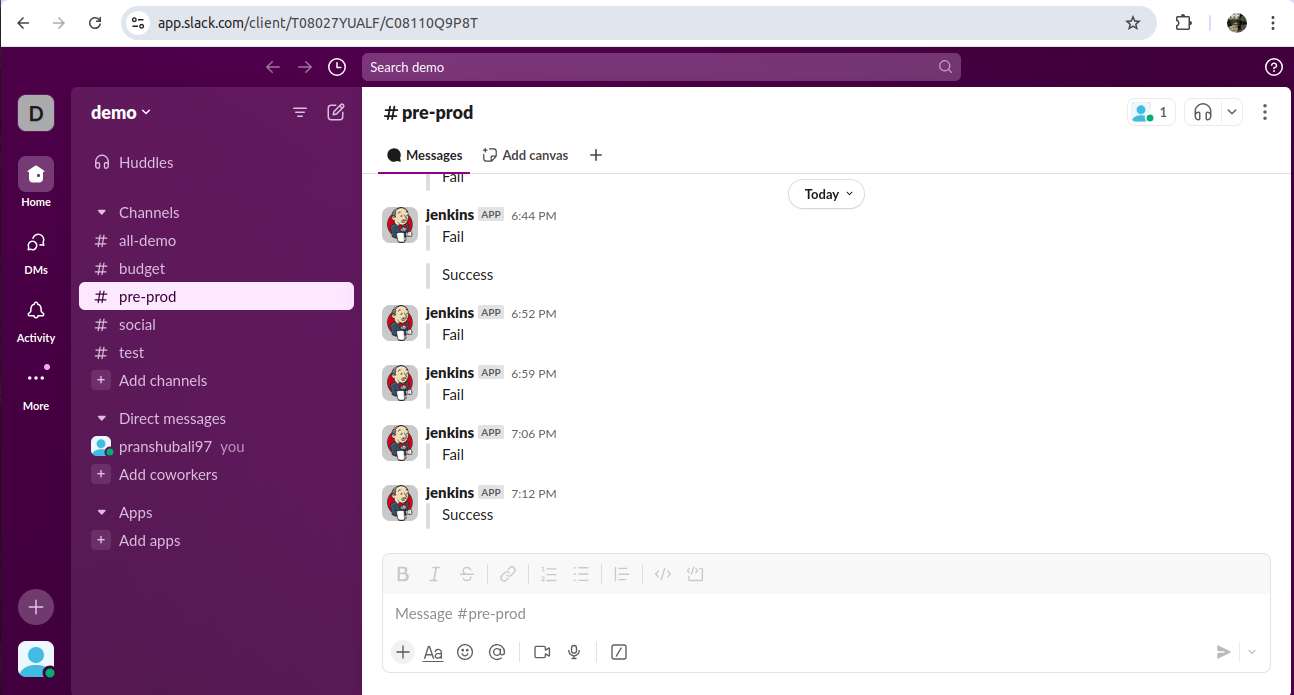 app.slack.com/client/T08027YUALF/C08110Q9P8T
Search demo
D
Home
DMs
Activity
More
demo
Huddles
Channels
# all-demo
# budget
# pre-prod
# social
# test
+ Add channels
Direct messages
pranshubali97 you
+ Add coworkers
Apps
+ Add apps
# pre-prod
1
Messages
Add canvas
+
Fail
Today
jenkins APP 6:44 PM
Fail
Success
jenkins APP 6:52 PM
Fail
jenkins APP 6:59 PM
Fail
jenkins APP 7:06 PM
Fail
jenkins APP 7:12 PM
Success
B I S
Message #pre-prod
+ Aa @